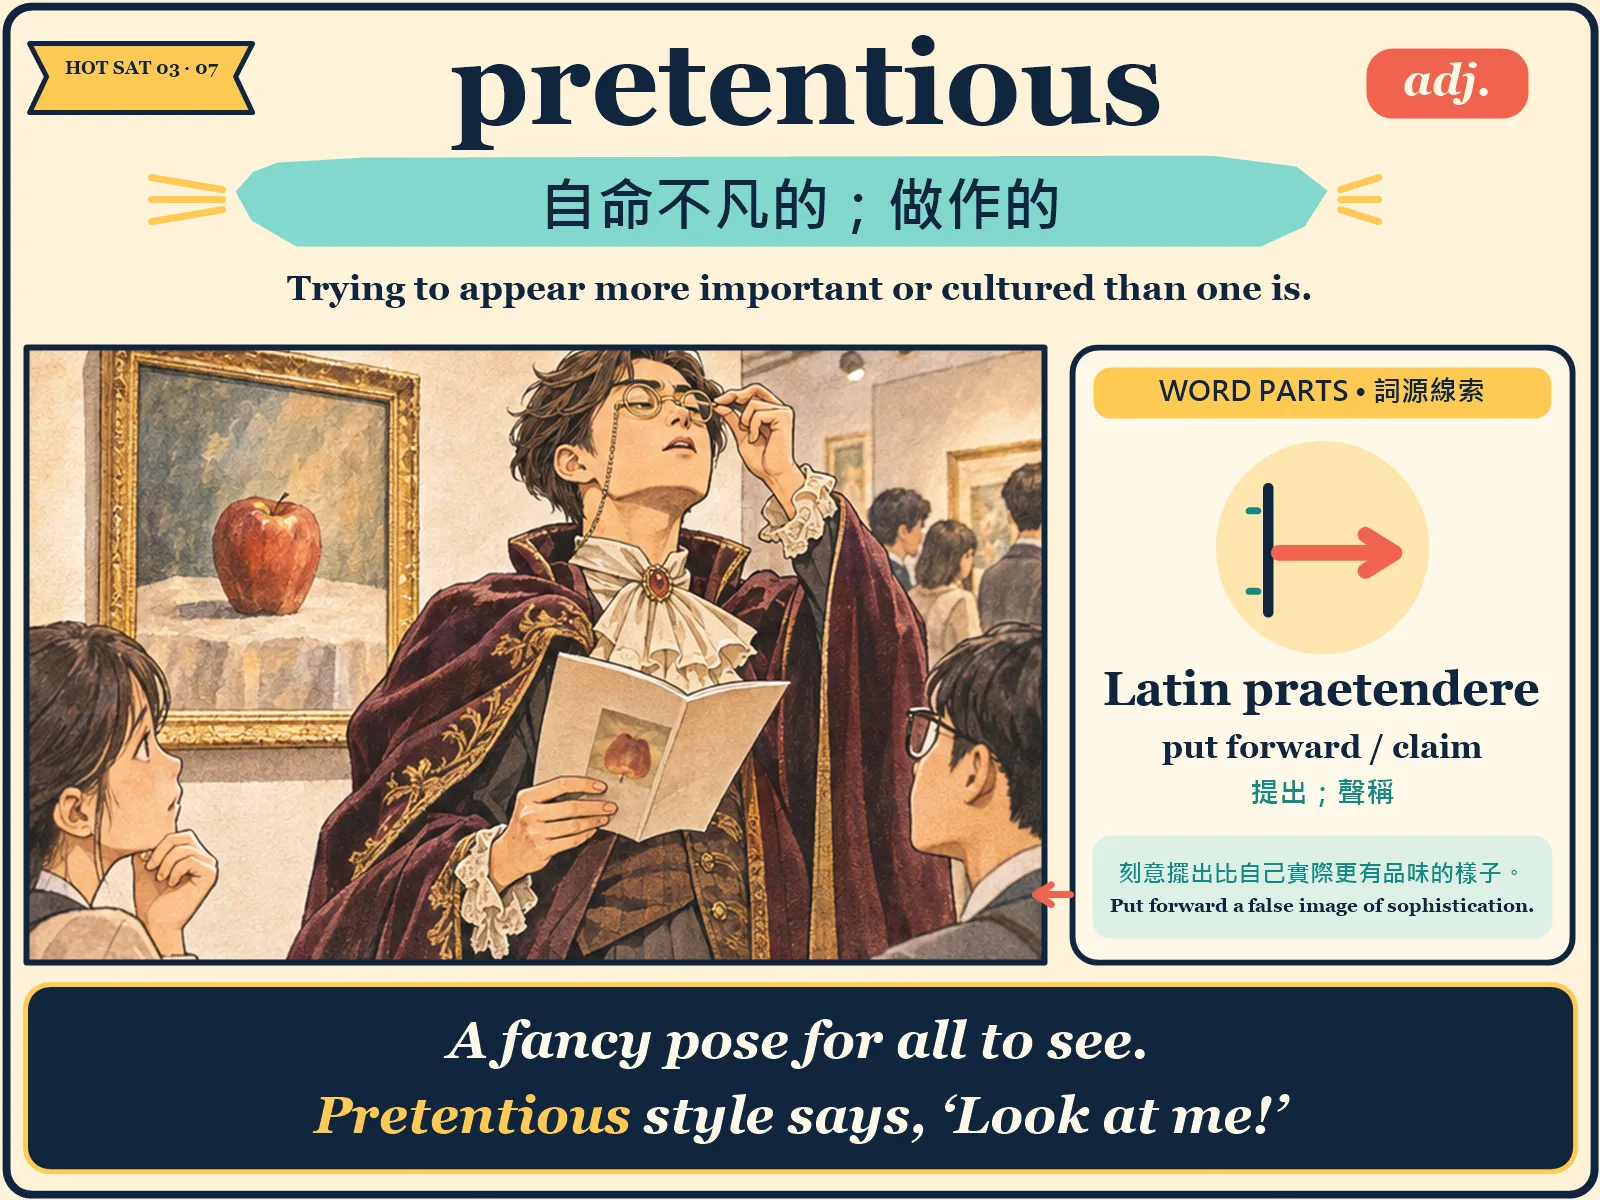 HOT SAT 03 · 07
pretentious
adj.
自命不凡的；做作的
Trying to appear more important or cultured than one is.
WORD PARTS • 詞源線索
Latin praetendere
put forward / claim
提出；聲稱
刻意擺出比自己實際更有品味的樣子。
Put forward a false image of sophistication.
A fancy pose for all to see.
Pretentious style says, ‘Look at me!’